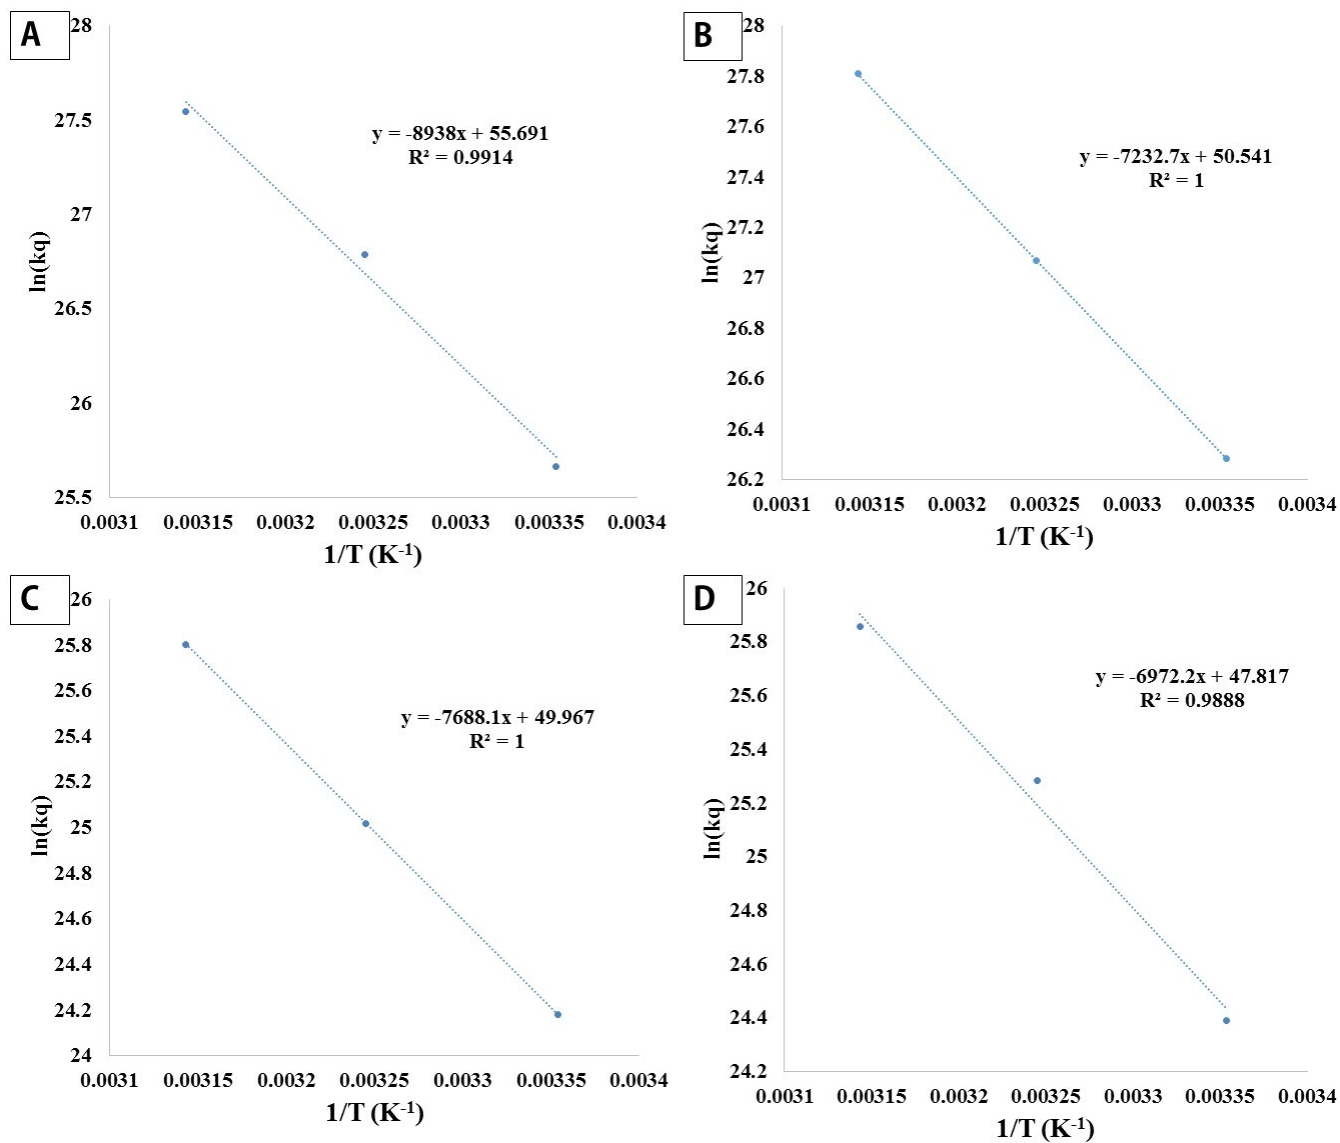 A
28
27.5
27
26.5
26
25.5
ln(kq)
y = -8938x + 55.691
R² = 0.9914
0.0031 0.00315 0.0032 0.00325 0.0033 0.00335 0.0034
1/T (K⁻¹)
B
28
27.8
27.6
27.4
27.2
27
26.8
26.6
26.4
26.2
ln(kq)
y = -7232.7x + 50.541
R² = 1
0.0031 0.00315 0.0032 0.00325 0.0033 0.00335 0.0034
1/T (K⁻¹)
C
26
25.8
25.6
25.4
25.2
25
24.8
24.6
24.4
24.2
24
ln(kq)
y = -7688.1x + 49.967
R² = 1
0.0031 0.00315 0.0032 0.00325 0.0033 0.00335 0.0034
1/T (K⁻¹)
D
26
25.8
25.6
25.4
25.2
25
24.8
24.6
24.4
24.2
ln(kq)
y = -6972.2x + 47.817
R² = 0.9888
0.0031 0.00315 0.0032 0.00325 0.0033 0.00335 0.0034
1/T (K⁻¹)